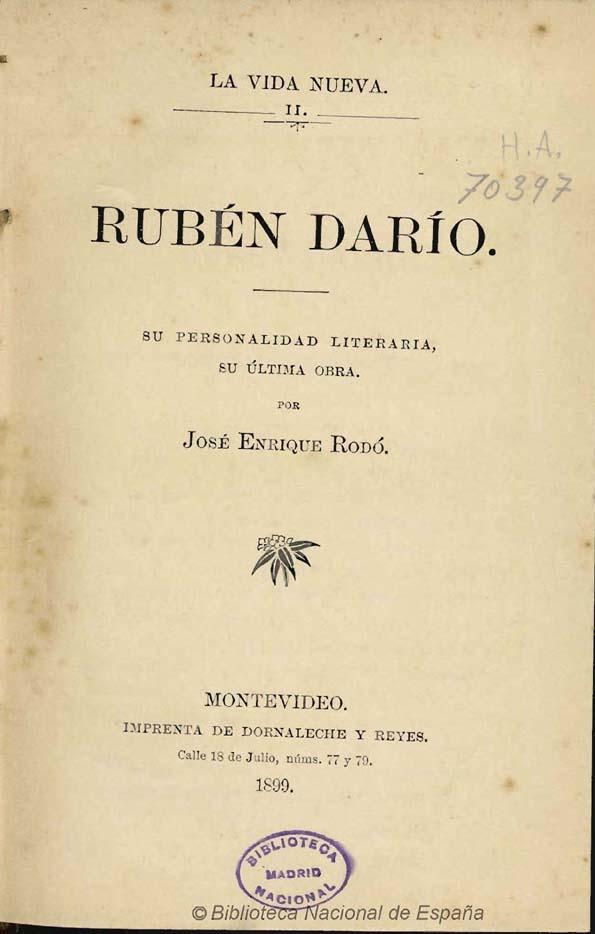 LA VIDA NUEVA.
II.
H.A.
70397
RUBÉN DARÍO.
SU PERSONALIDAD LITERARIA,
SU ÚLTIMA OBRA.
POR
JOSÉ ENRIQUE RODÓ.
MONTEVIDEO.
IMPRENTA DE DORNALECHE Y REYES.
Calle 18 de Julio, núms. 77 y 79.
1899.
BIBLIOTECA
MADRID
NACIONAL
© Biblioteca Nacional de España